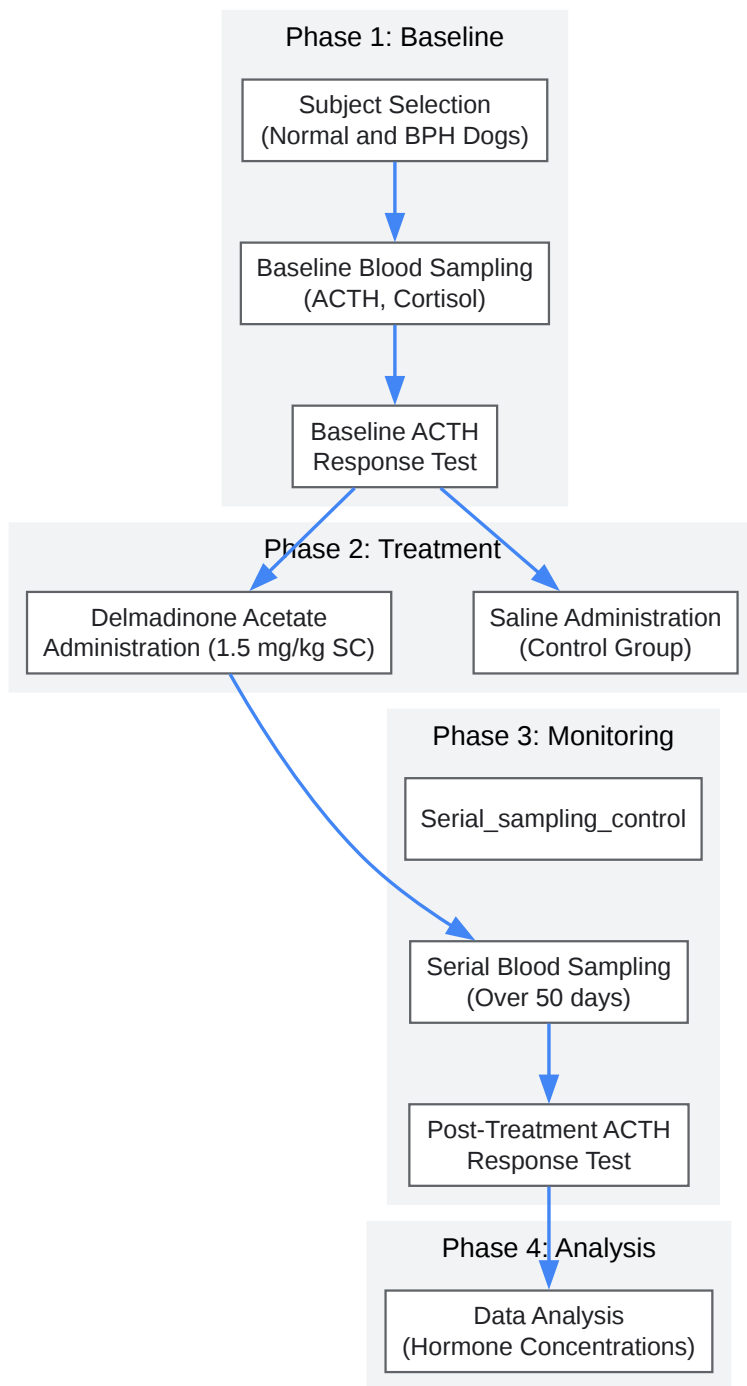 Phase 1: Baseline
Subject Selection
(Normal and BPH Dogs)
Baseline Blood Sampling
(ACTH, Cortisol)
Baseline ACTH
Response Test
Phase 2: Treatment
Delmadinone Acetate
Administration (1.5 mg/kg SC)
Saline Administration
(Control Group)
Phase 3: Monitoring
Serial_sampling_control
Serial Blood Sampling
(Over 50 days)
Post-Treatment ACTH
Response Test
Phase 4: Analysis
Data Analysis
(Hormone Concentrations)